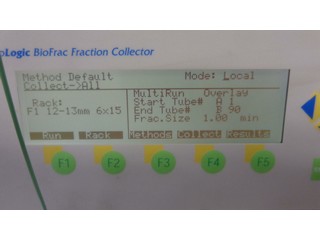 oLogic BioFrac Fraction Collector
Method Default
Mode: Local
Collect->All
MultiRun Overlay
Rack:
Start Tube# A 1
F1 12-13mm 6x15
End Tube# B 90
Frac.Size 1.00 min
Run Rack Methods Collect Results
F1 F2 F3 F4 F5